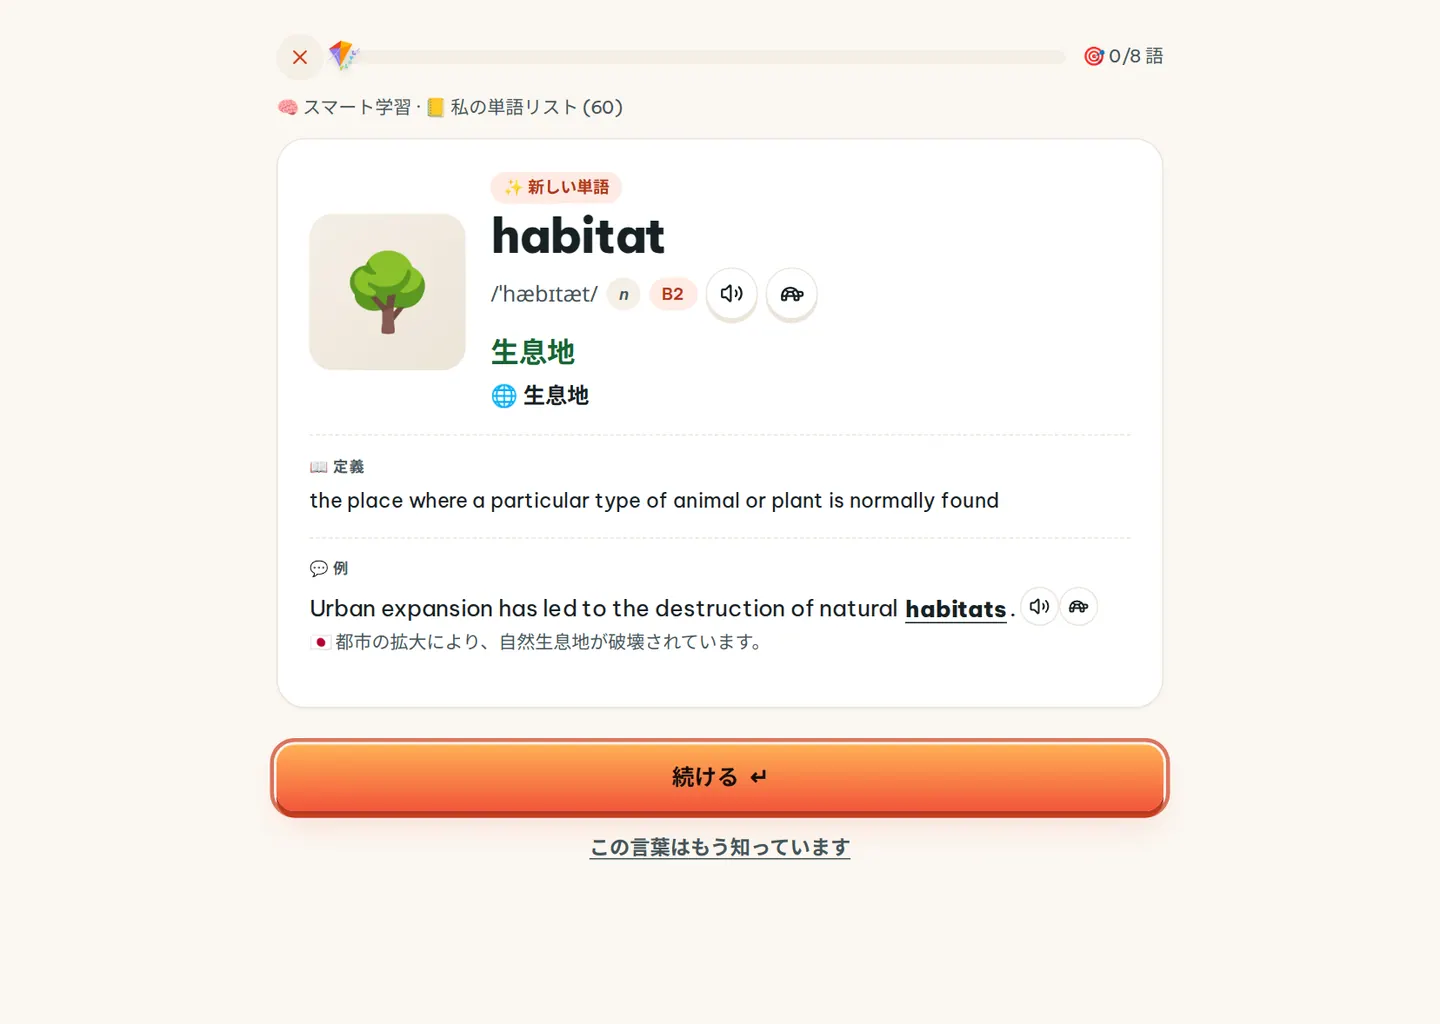 0/8 語
スマート学習 · 私の単語リスト (60)
新しい単語
habitat
/ˈhæbɪtæt/ n B2
生息地
生息地
定義
the place where a particular type of animal or plant is normally found
例
Urban expansion has led to the destruction of natural habitats.
都市の拡大により、自然生息地が破壊されています。
続ける ↵
この言葉はもう知っています